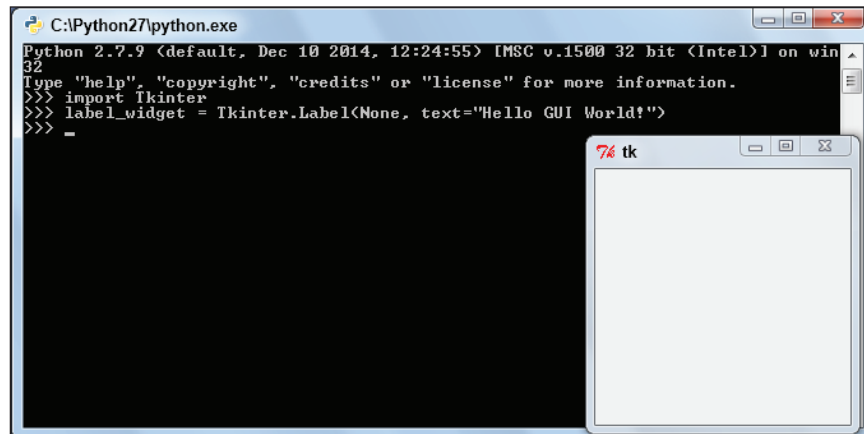 C:\Python27\python.exe
Python 2.7.9 (default, Dec 10 2014, 12:24:55) [MSC v.1500 32 bit (Intel)] on win
32
Type "help", "copyright", "credits" or "license" for more information.
>>> import Tkinter
>>> label_widget = Tkinter.Label(None, text="Hello GUI World!")
>>> _
7% tk